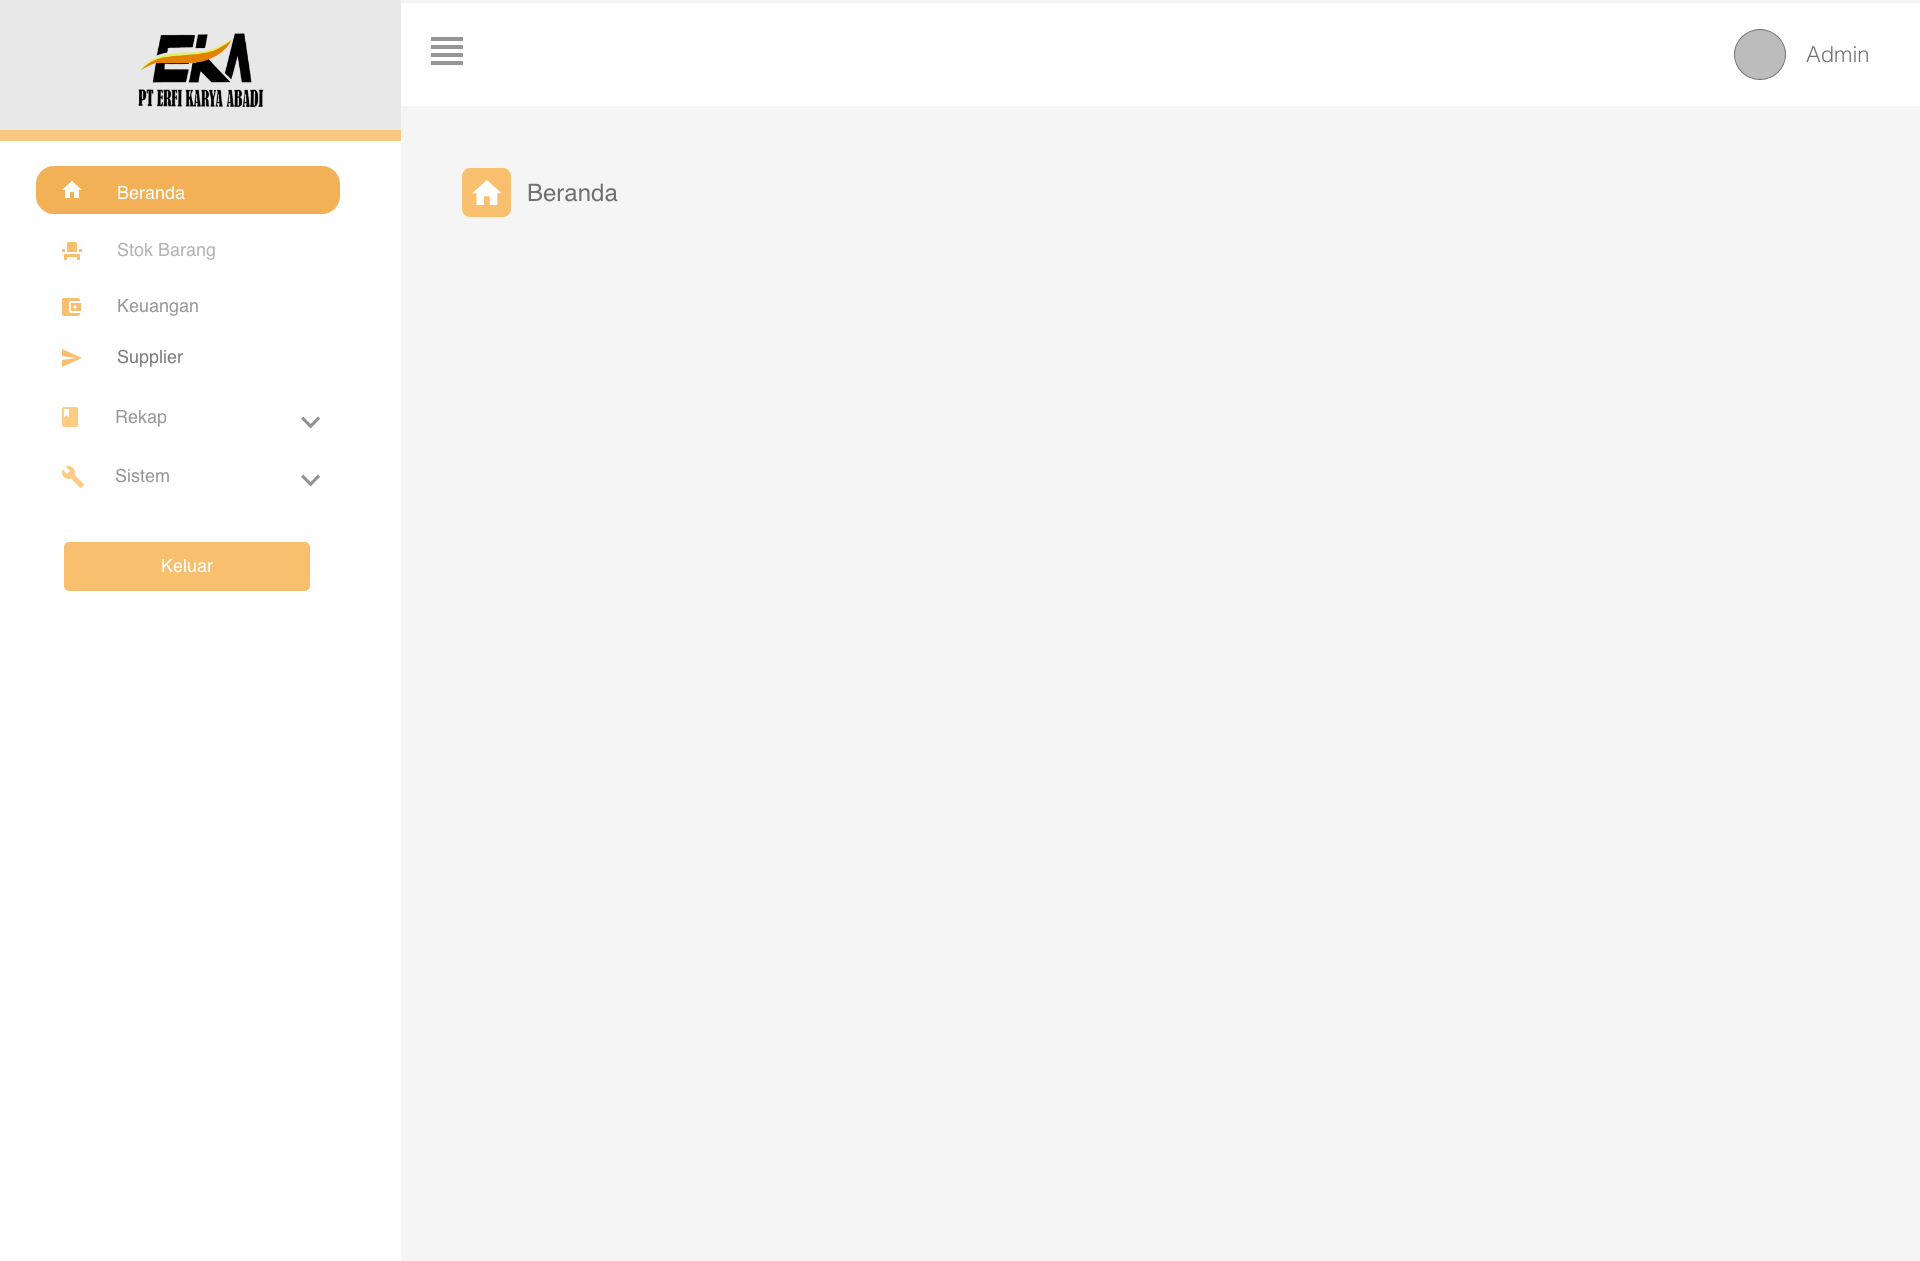 EKA
PT ERFI KARYA ABADI
Admin
Beranda
Beranda
Stok Barang
Keuangan
Supplier
Rekap
Sistem
Keluar